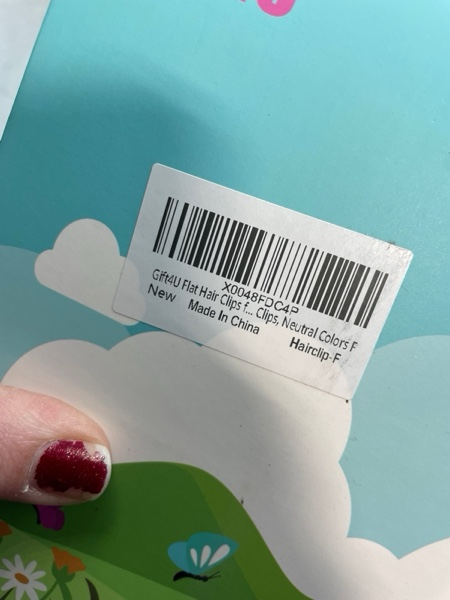 X0048FDC4P
Gift4U Flat Hair Clips f... Clips, Neutral Colors F
New Made In China Hairclip-F